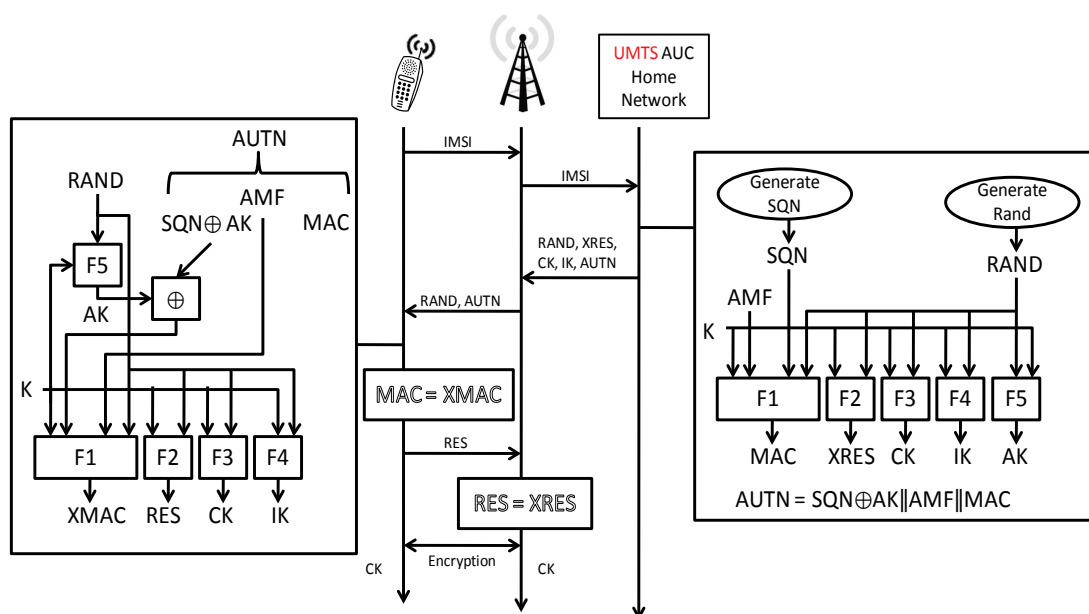 UMTS AUC
Home
Network
IMSI
IMSI
RAND, XRES,
CK, IK, AUTN
RAND, AUTN
MAC = XMAC
RES
RES = XRES
Encryption
CK
CK
AUTN
RAND
AMF
SQN⊕AK
MAC
F5
⊕
AK
K
F1
F2
F3
F4
XMAC
RES
CK
IK
Generate
SQN
Generate
Rand
SQN
RAND
AMF
K
F1
F2
F3
F4
F5
MAC
XRES
CK
IK
AK
AUTN = SQN⊕AK‖AMF‖MAC